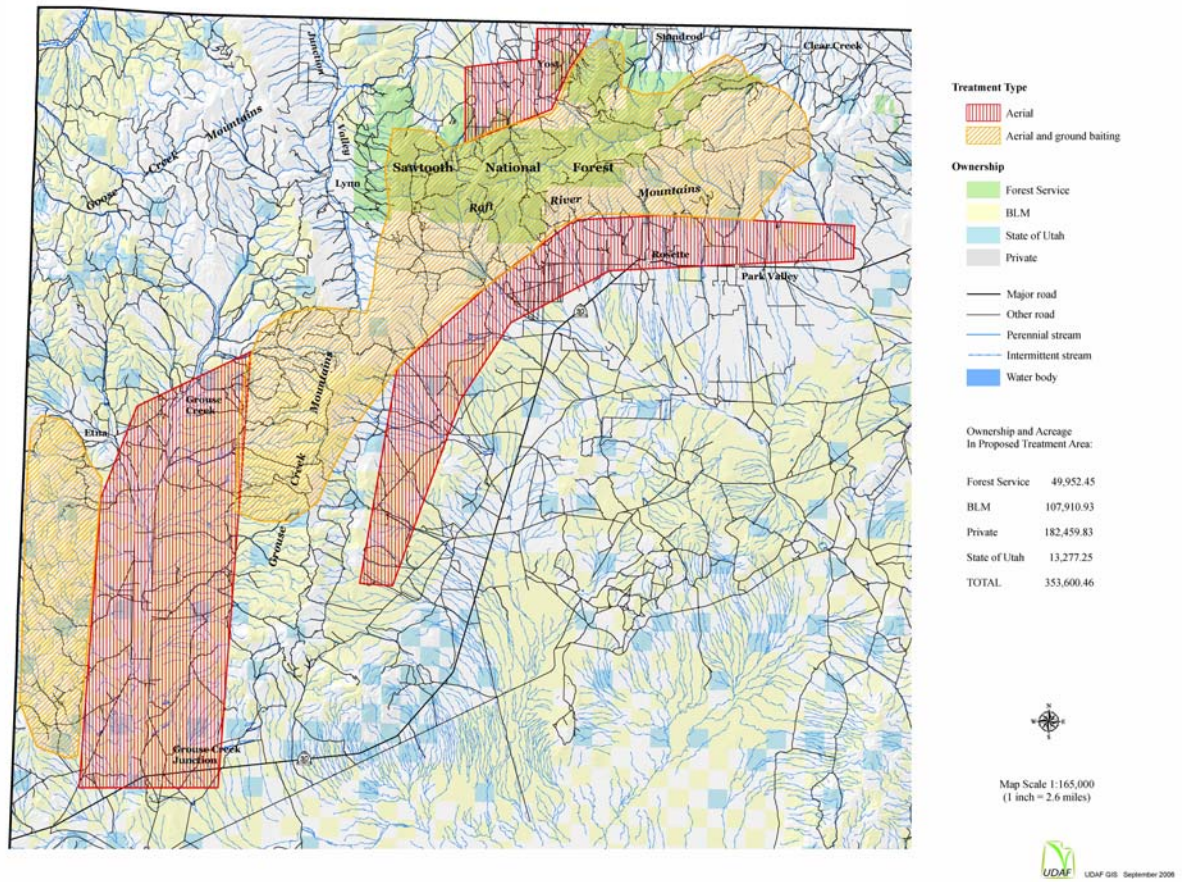 Junction
Valley
Standrod
Clear Creek
Yost
Goose Creek Mountains
Lynn
Sawtooth National Forest
Raft River Mountains
Rosette
Park Valley
30
Grouse Creek Mountains
Grouse
Creek
Etna
Grouse Creek
Junction
30
Treatment Type
Aerial
Aerial and ground baiting
Ownership
Forest Service
BLM
State of Utah
Private
Major road
Other road
Perennial stream
Intermittent stream
Water body
Ownership and Acreage
In Proposed Treatment Area:
Forest Service 49,952.45
BLM 107,910.93
Private 182,459.83
State of Utah 13,277.25
TOTAL 353,600.46
N
W E
S
Map Scale 1:165,000
(1 inch = 2.6 miles)
UDAF
UDAF GIS September 2006